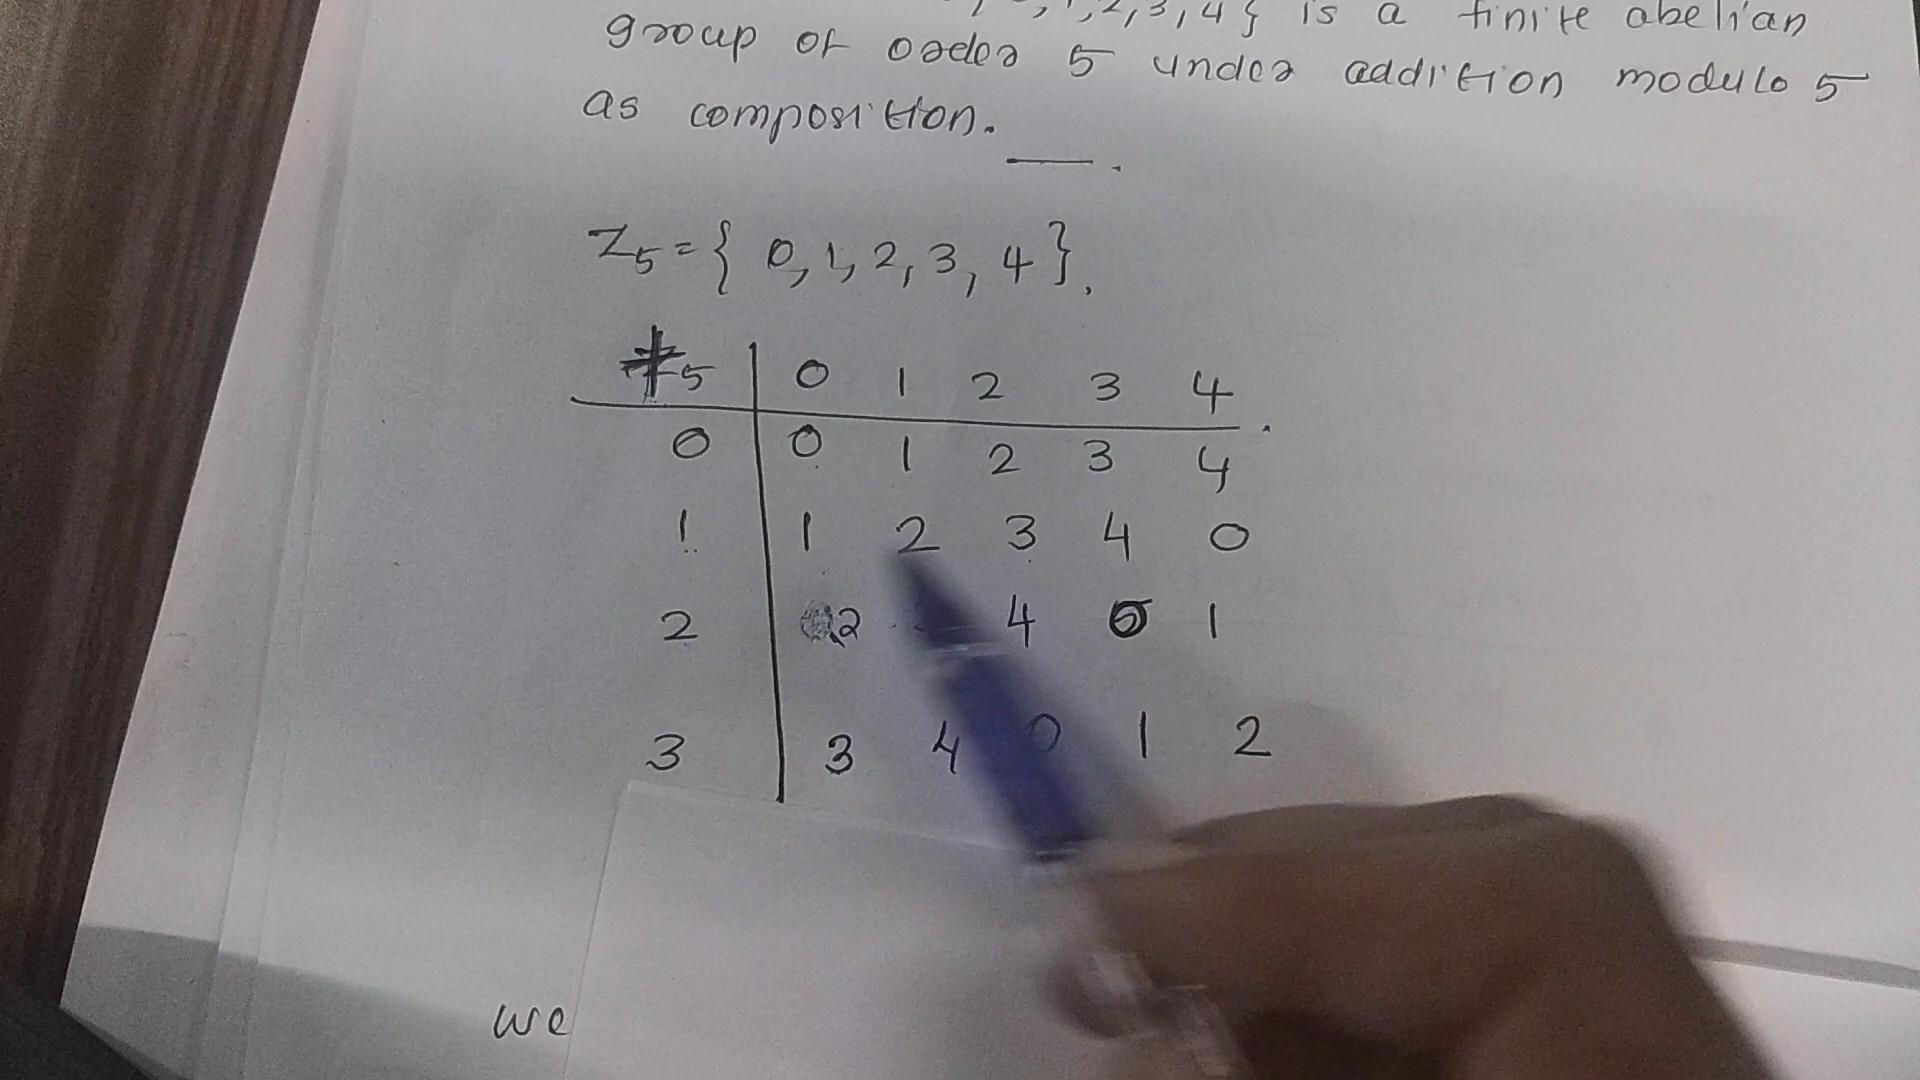 , 1, 2, 3, 4} is a finite abelian
group of order 5 under addition modulo 5
as composition.
Z5 = { 0, 1, 2, 3, 4 }.
+5 | 0 1 2 3 4
0 | 0 1 2 3 4
1 | 1 2 3 4 0
2 | 2 4 0 1
3 | 3 4 0 1 2
we